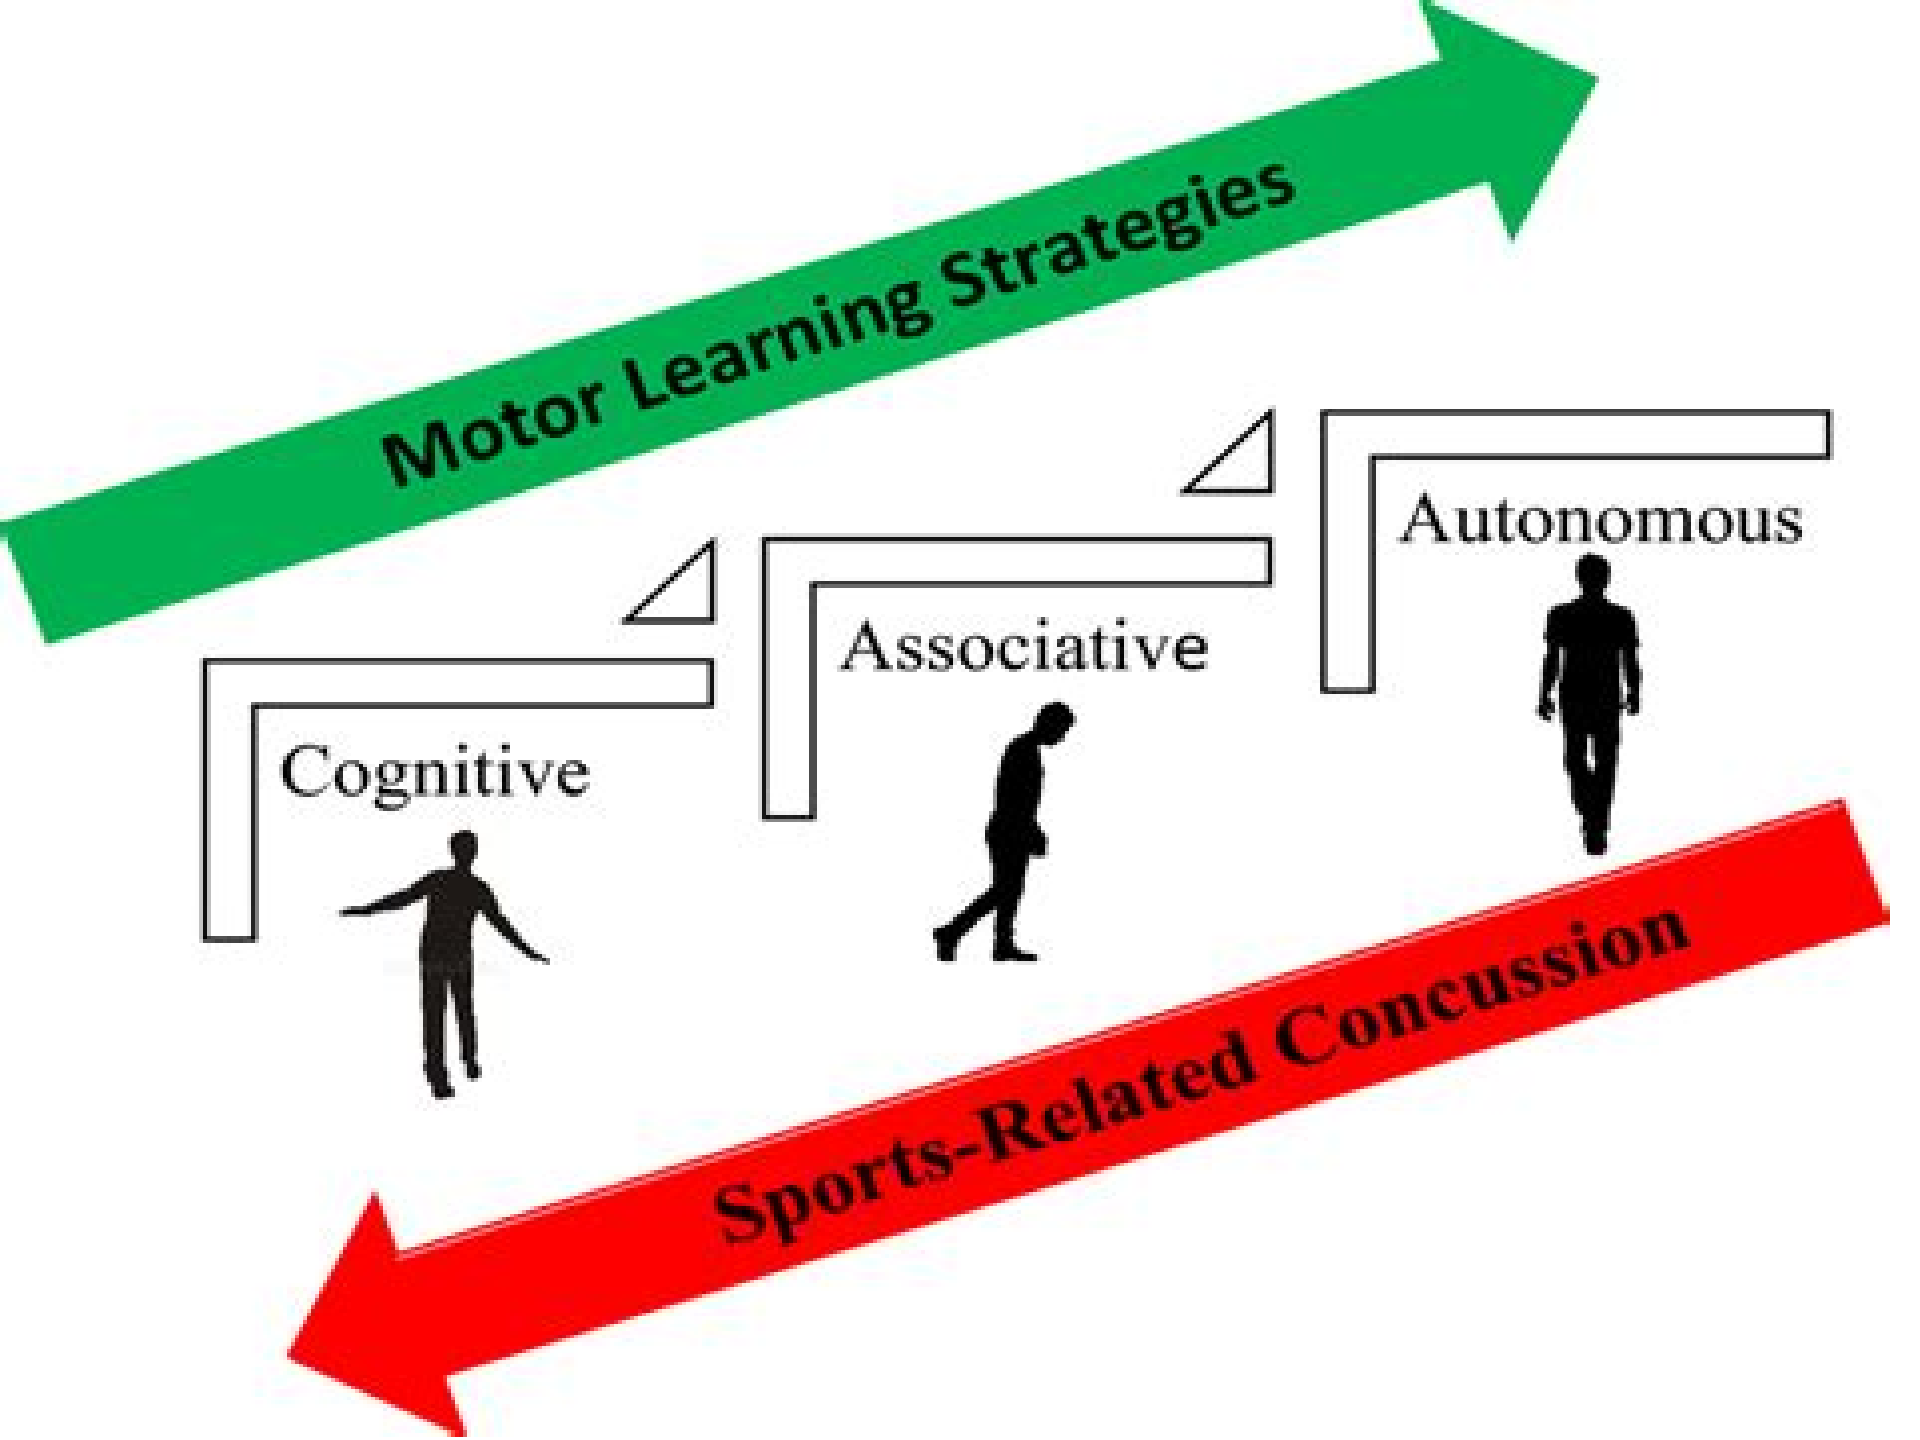 Motor Learning Strategies
Autonomous
Associative
Cognitive
Sports-Related Concussion